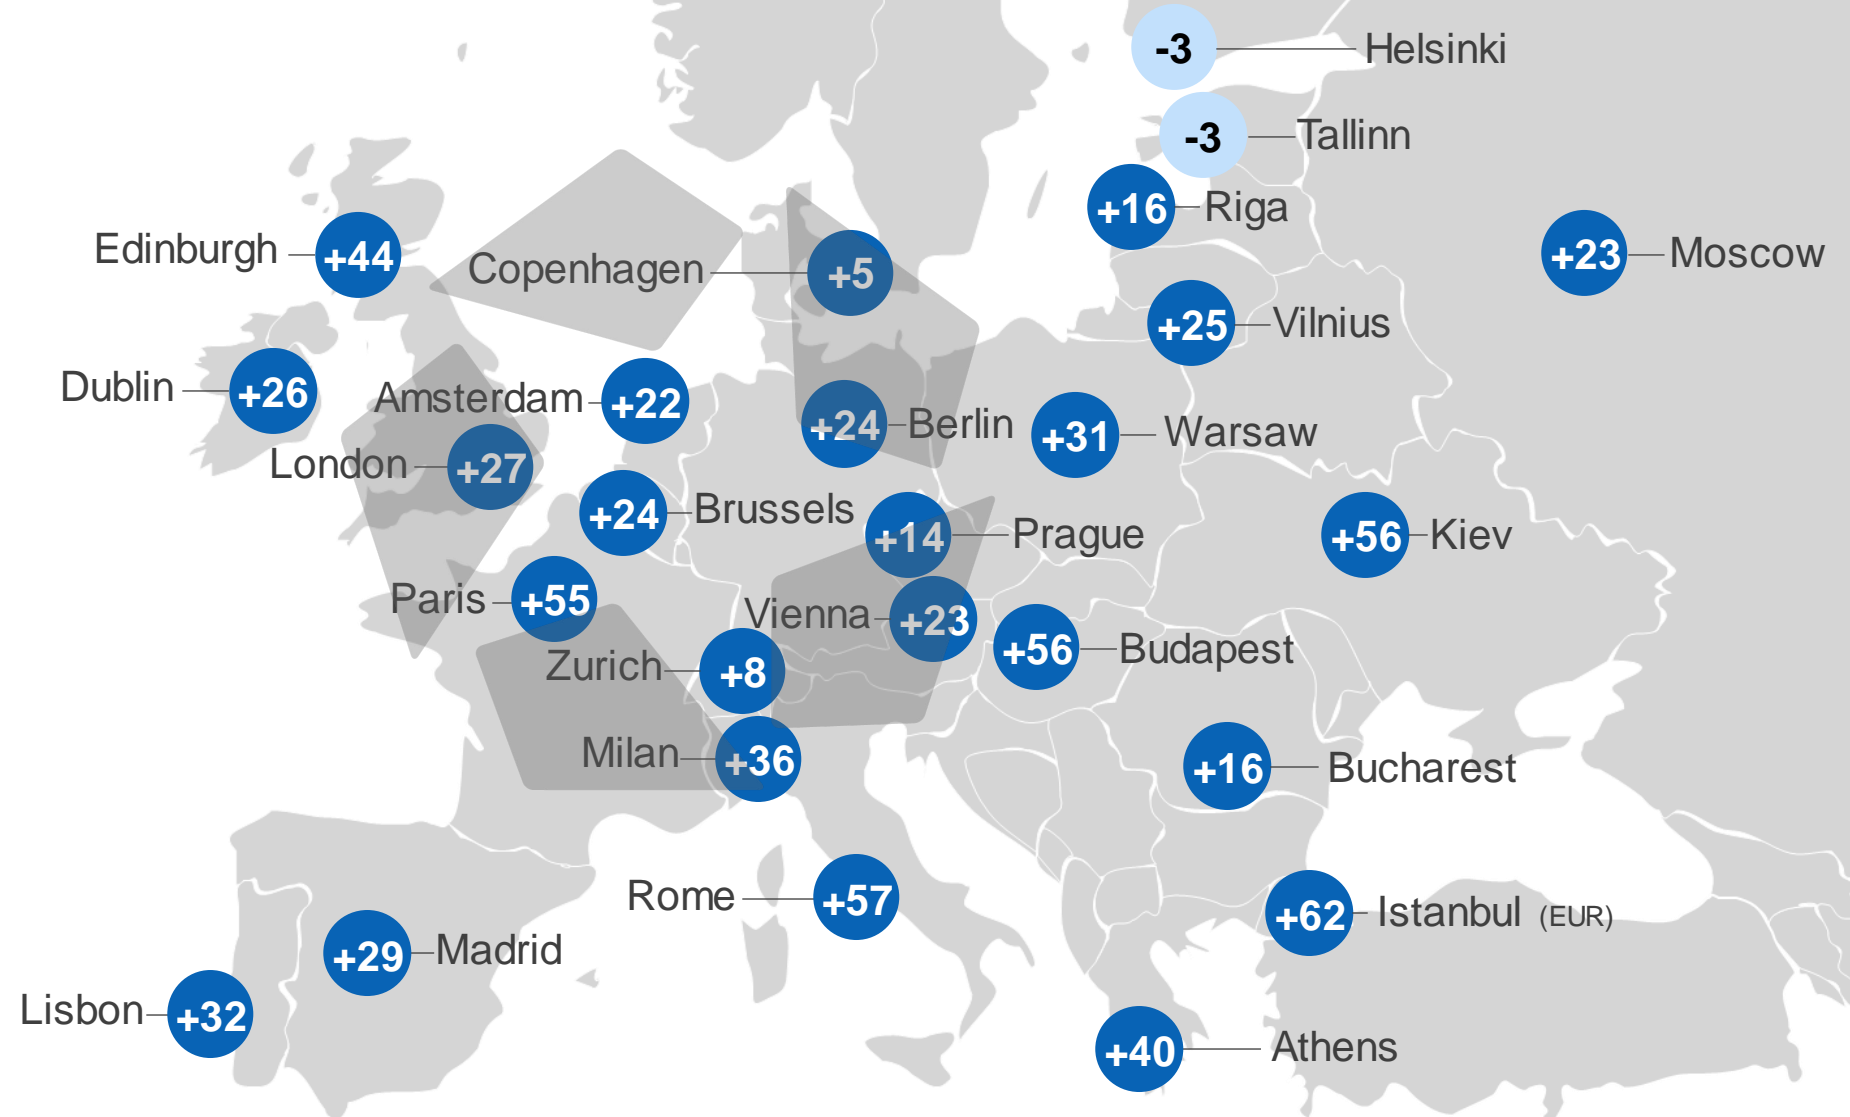 -3 Helsinki
-3 Tallinn
+16 Riga
Edinburgh +44
+23 Moscow
Copenhagen +5
+25 Vilnius
Dublin +26
Amsterdam +22
+24 Berlin
+31 Warsaw
London +27
+24 Brussels
+14 Prague
+56 Kiev
Paris +55
Vienna +23
+56 Budapest
Zurich +8
Milan +36
+16 Bucharest
Rome +57
+62 Istanbul (EUR)
+29 Madrid
Lisbon +32
+40 Athens